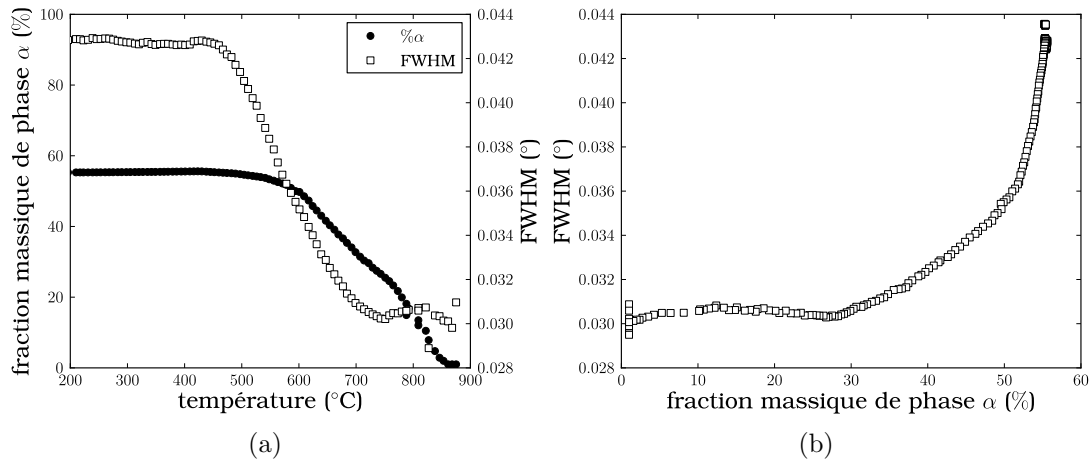 100
80
60
40
20
0
fraction massique de phase α (%)
200 300 400 500 600 700 800 900
température (°C)
0.044
0.042
0.040
0.038
0.036
0.034
0.032
0.030
0.028
FWHM (°)
%α
FWHM
(a)
0.044
0.042
0.040
0.038
0.036
0.034
0.032
0.030
0.028
FWHM (°)
0 10 20 30 40 50 60
fraction massique de phase α (%)
(b)